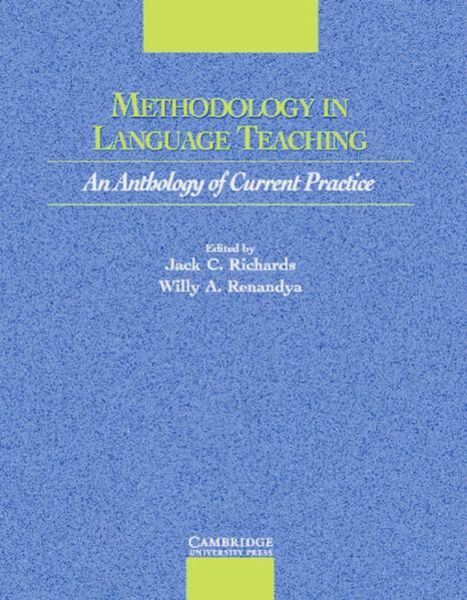 METHODOLOGY IN
LANGUAGE TEACHING
An Anthology of Current Practice
Edited by
Jack C. Richards
Willy A. Renandya
CAMBRIDGE
UNIVERSITY PRESS